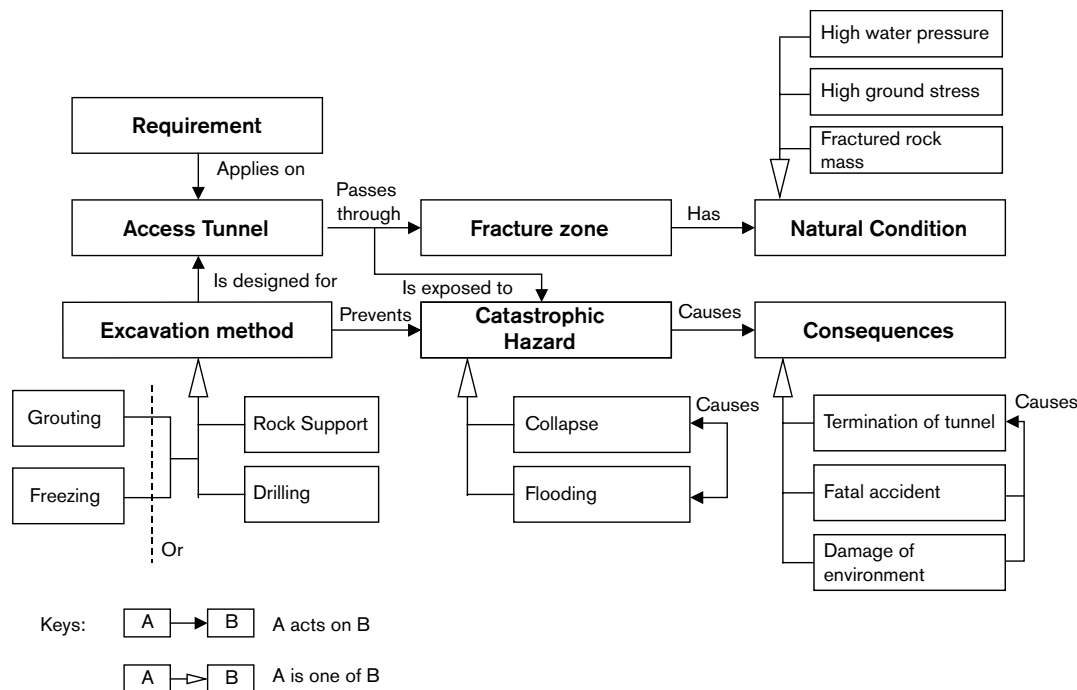 High water pressure
High ground stress
Fractured rock
mass
Requirement
Applies on
Access Tunnel
Passes
through
Fracture zone
Has
Natural Condition
Is designed for
Is exposed to
Excavation method
Prevents
Catastrophic
Hazard
Causes
Consequences
Grouting
Freezing
Or
Rock Support
Drilling
Collapse
Flooding
Causes
Termination of tunnel
Fatal accident
Damage of
environment
Causes
Keys:
A
B
A acts on B
A
B
A is one of B